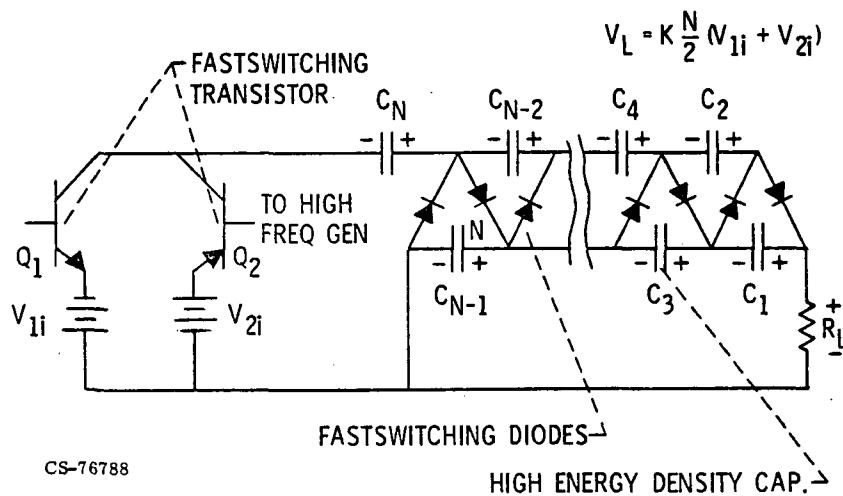 V_L = K N/2 (V_1i + V_2i)
FASTSWITCHING
TRANSISTOR
C_N
C_N-2
C_4
C_2
- +
- +
- +
- +
TO HIGH
FREQ GEN
Q_1
Q_2
N
- +
- +
- +
C_N-1
C_3
C_1
V_1i
V_2i
+
R_L
-
FASTSWITCHING DIODES
CS-76788
HIGH ENERGY DENSITY CAP.